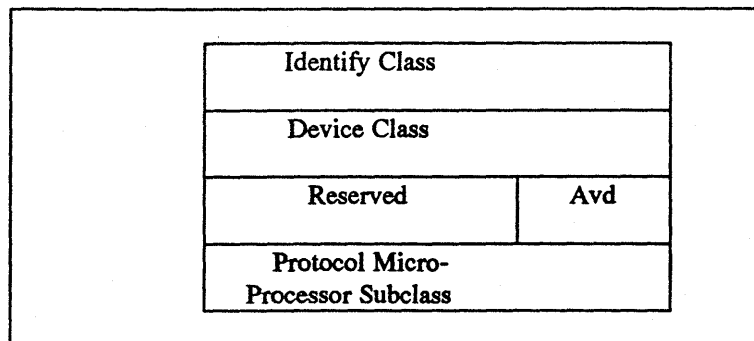 Identify Class
Device Class
Reserved Avd
Protocol Micro-
Processor Subclass